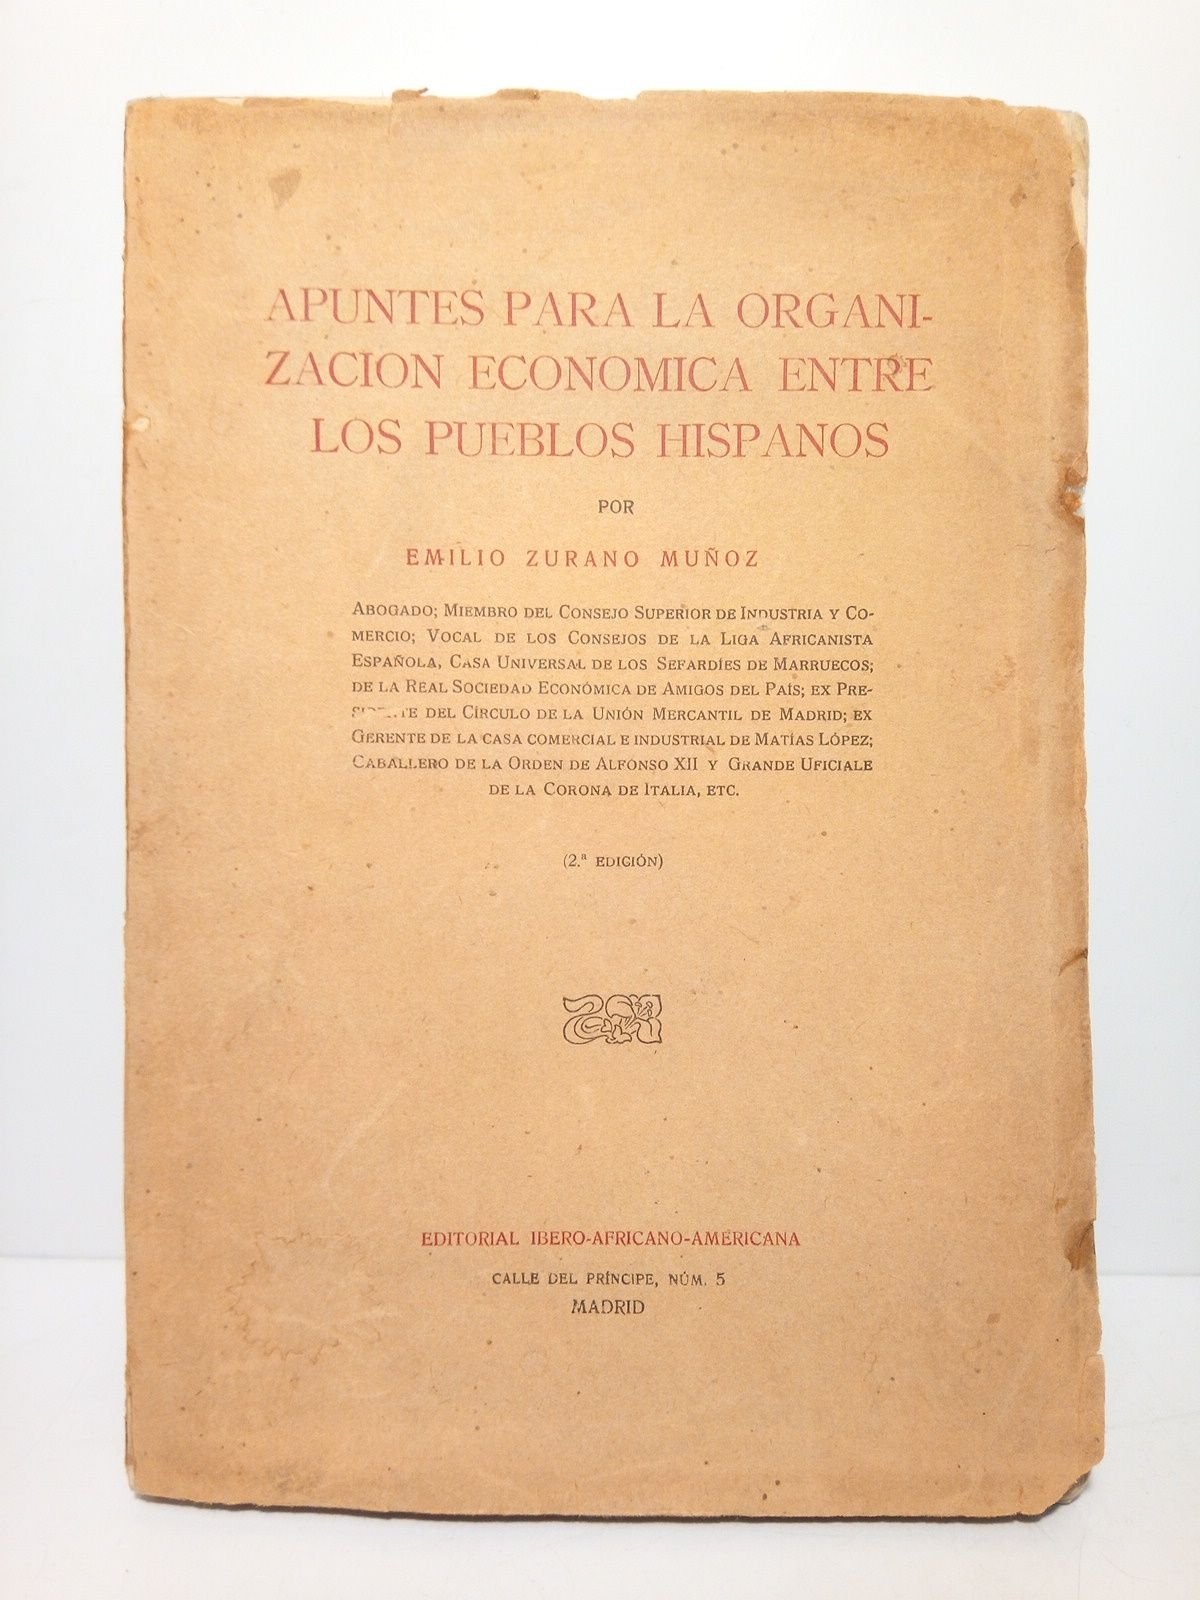 APUNTES PARA LA ORGANI-
ZACION ECONOMICA ENTRE
LOS PUEBLOS HISPANOS
POR
EMILIO ZURANO MUÑOZ
ABOGADO; MIEMBRO DEL CONSEJO SUPERIOR DE INDUSTRIA Y CO-
MERCIO; VOCAL DE LOS CONSEJOS DE LA LIGA AFRICANISTA
ESPAÑOLA, CASA UNIVERSAL DE LOS SEFARDÍES DE MARRUECOS;
DE LA REAL SOCIEDAD ECONÓMICA DE AMIGOS DEL PAÍS; EX PRE-
SIDENTE DEL CÍRCULO DE LA UNIÓN MERCANTIL DE MADRID; EX
GERENTE DE LA CASA COMERCIAL E INDUSTRIAL DE MATÍAS LÓPEZ;
CABALLERO DE LA ORDEN DE ALFONSO XII Y GRANDE UFICIALE
DE LA CORONA DE ITALIA, ETC.
(2.ª EDICIÓN)
EDITORIAL IBERO-AFRICANO-AMERICANA
CALLE DEL PRÍNCIPE, NÚM. 5
MADRID